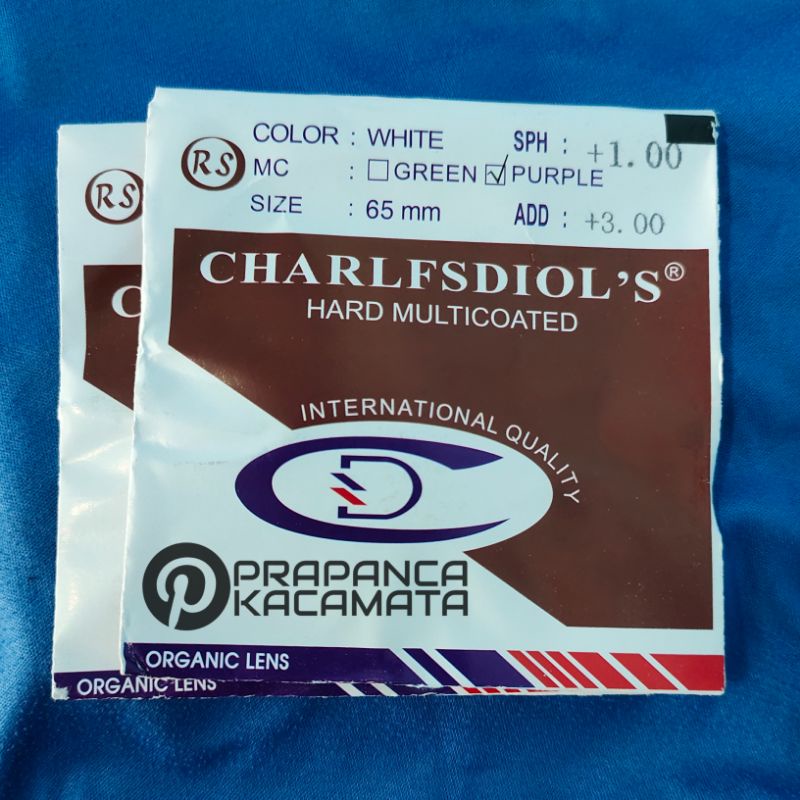 RS
COLOR : WHITE SPH : +1.00
MC : ☐ GREEN ☑ PURPLE
SIZE : 65 mm ADD : +3.00
CHARLFSDIOL'S®
HARD MULTICOATED
INTERNATIONAL QUALITY
CD
PRAPANCA
KACAMATA
ORGANIC LENS
RS
C
ORGANIC LENS